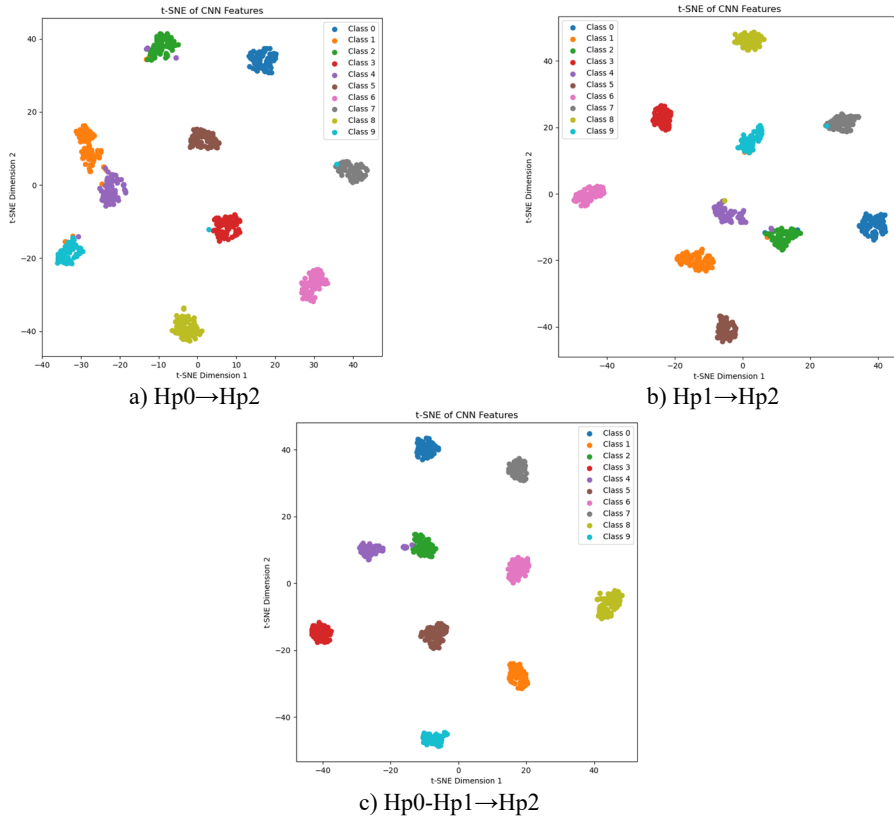 t-SNE of CNN Features
Class 0
Class 1
Class 2
Class 3
Class 4
Class 5
Class 6
Class 7
Class 8
Class 9
t-SNE Dimension 2
40
20
0
−20
−40
−40 −30 −20 −10 0 10 20 30 40
t-SNE Dimension 1
a) Hp0→Hp2
t-SNE of CNN Features
Class 0
Class 1
Class 2
Class 3
Class 4
Class 5
Class 6
Class 7
Class 8
Class 9
t-SNE Dimension 2
40
20
0
−20
−40
−40 −20 0 20 40
t-SNE Dimension 1
b) Hp1→Hp2
t-SNE of CNN Features
Class 0
Class 1
Class 2
Class 3
Class 4
Class 5
Class 6
Class 7
Class 8
Class 9
t-SNE Dimension 2
40
20
0
−20
−40
−40 −20 0 20 40
t-SNE Dimension 1
c) Hp0-Hp1→Hp2